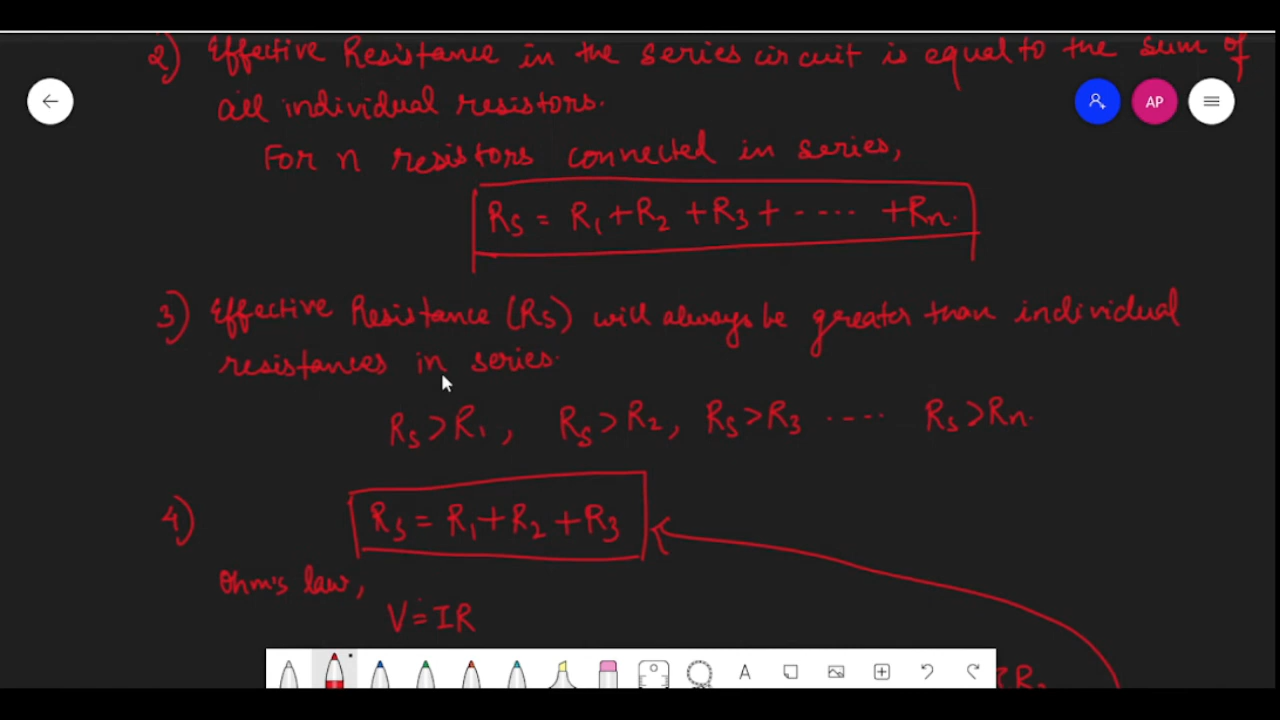 2) Effective Resistance in the series circuit is equal to the sum of
all individual resistors.
AP
For n resistors connected in series,
Rs = R1 + R2 + R3 + ..... + Rn.
3) Effective Resistance (Rs) will always be greater than individual
resistances in series.
Rs > R1, Rs > R2, Rs > R3 ..... Rs > Rn.
4) Rs = R1 + R2 + R3
Ohm's law,
V = IR
A